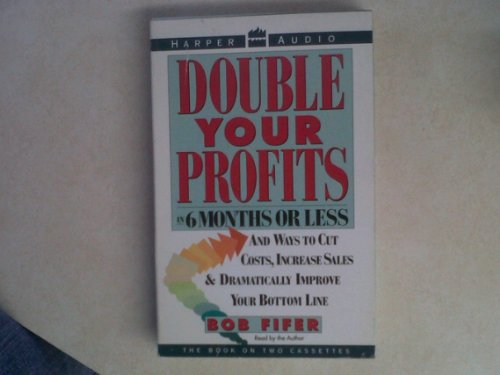 HARPER AUDIO
DOUBLE
YOUR
PROFITS
IN 6 MONTHS OR LESS
AND WAYS TO CUT
COSTS, INCREASE SALES
& DRAMATICALLY IMPROVE
YOUR BOTTOM LINE
BOB FIFER
Read by the Author
THE BOOK ON TWO CASSETTES